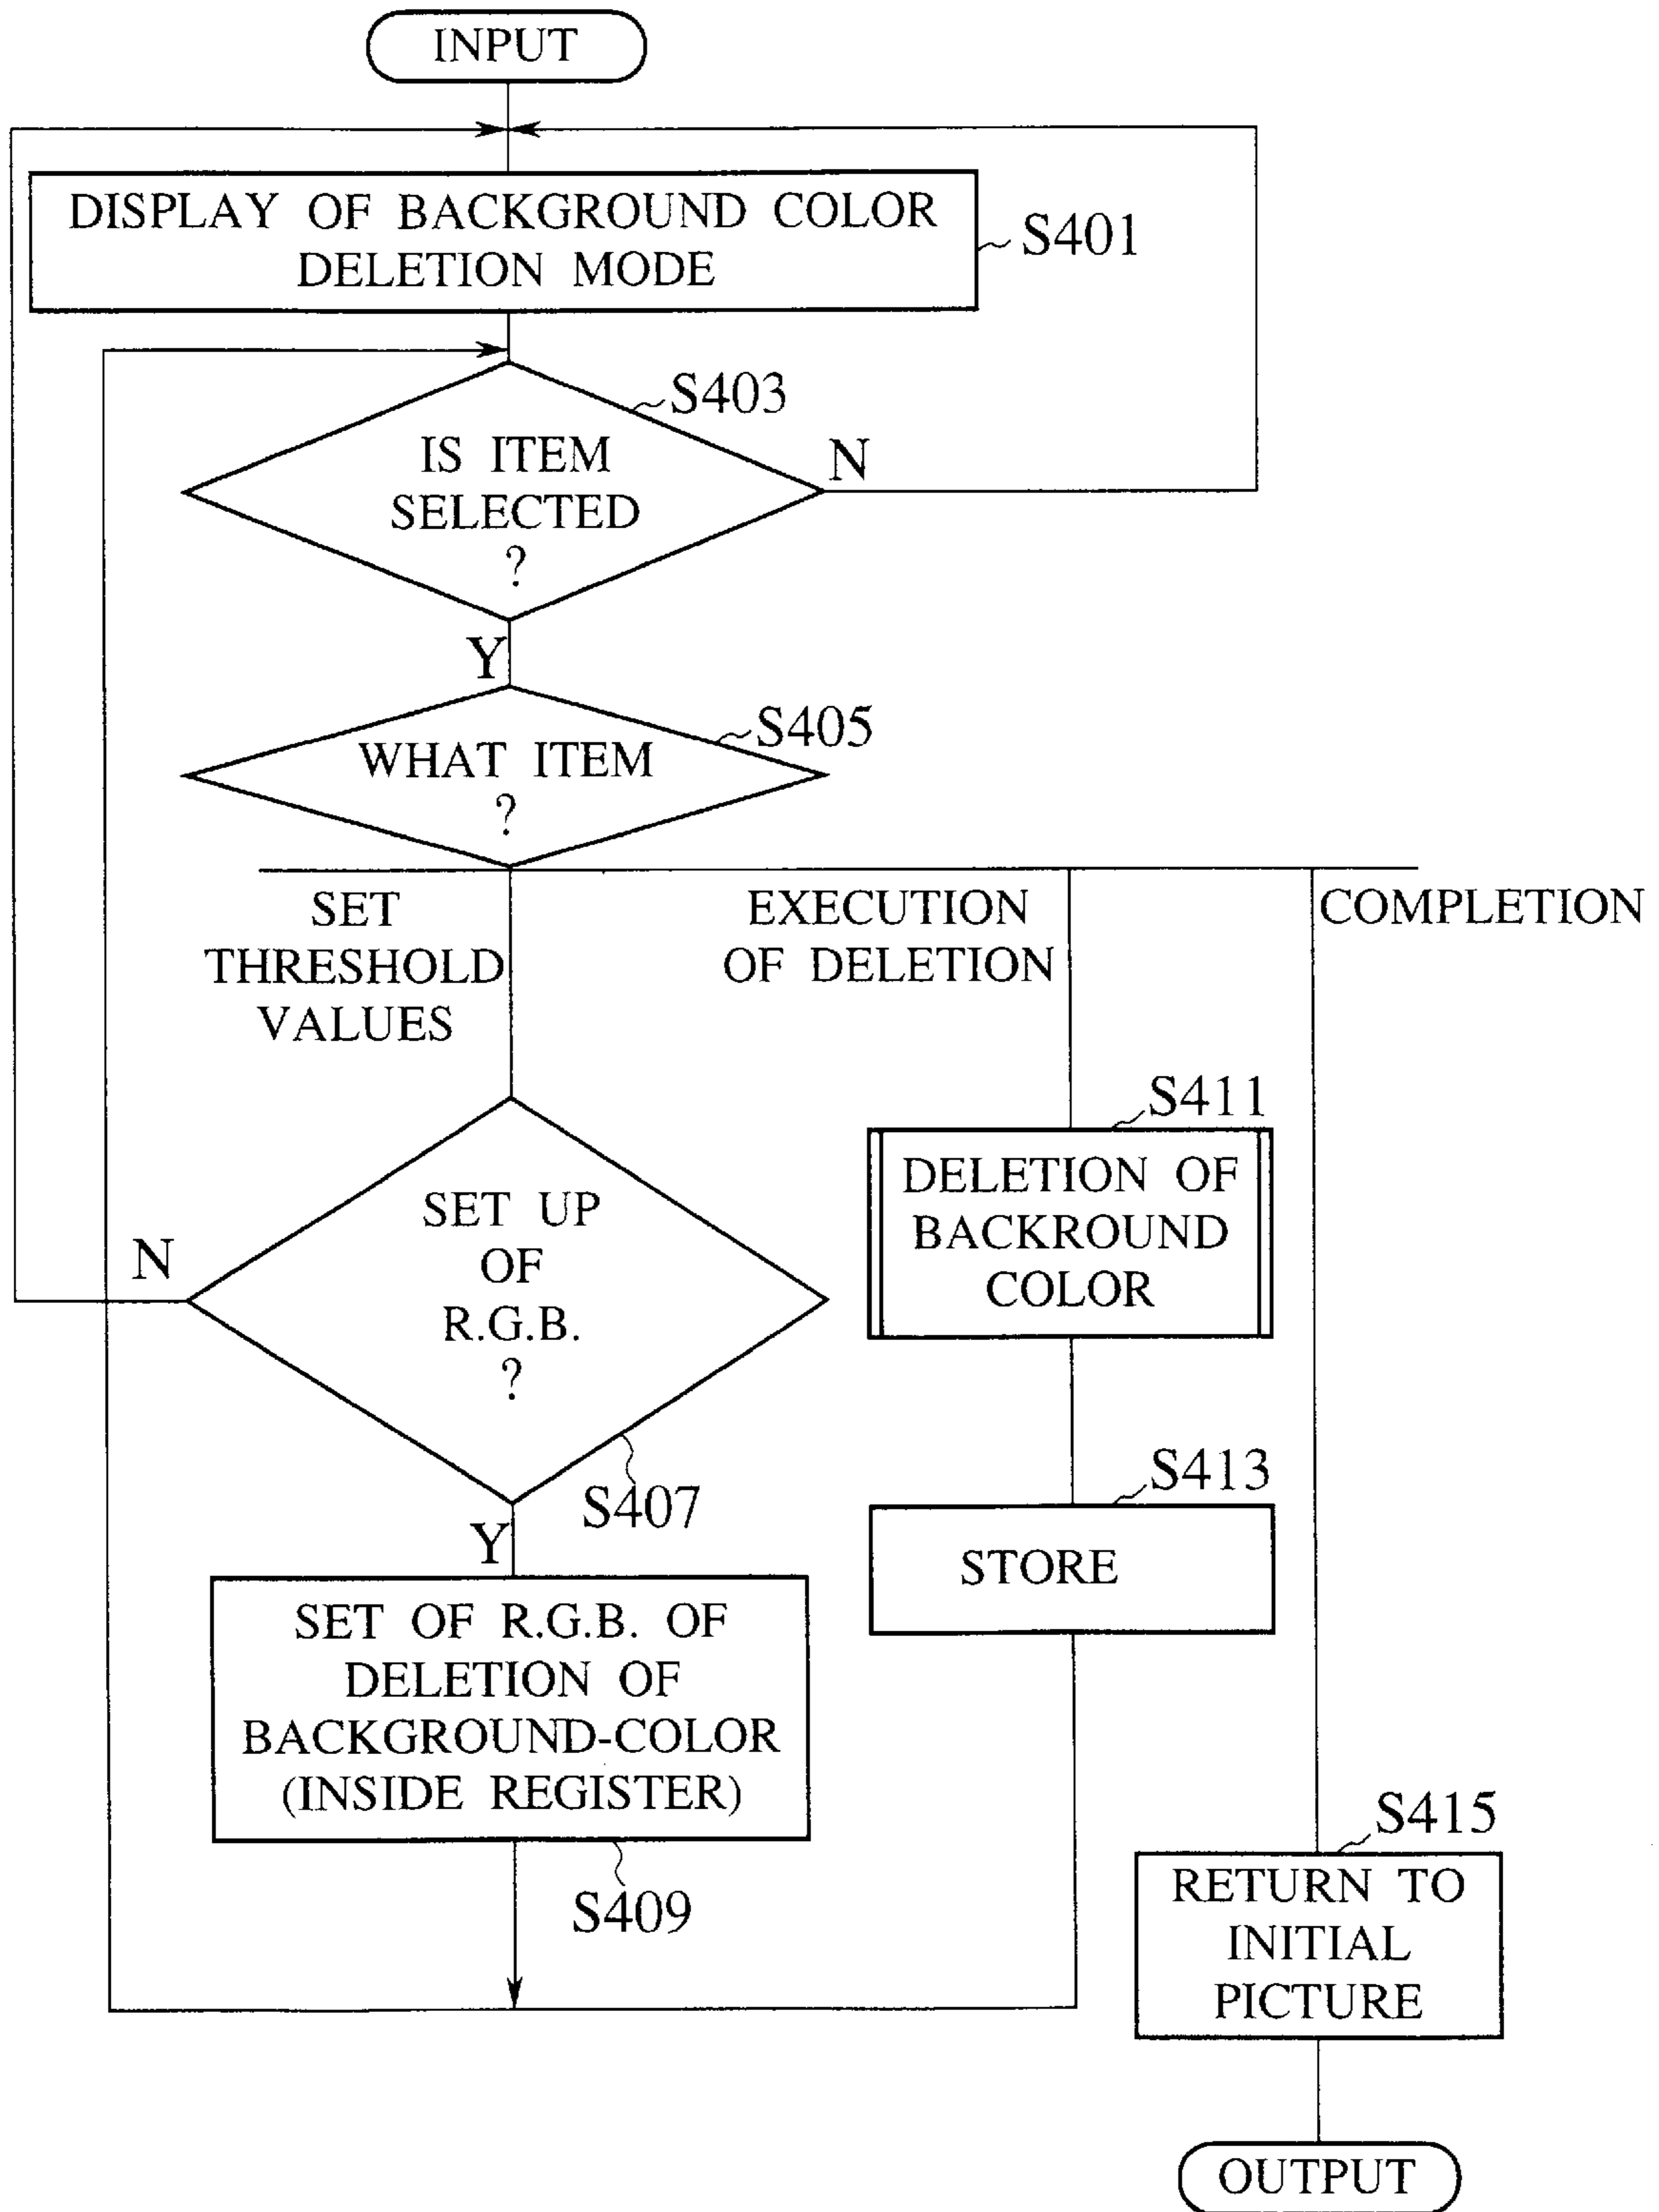 INPUT
DISPLAY OF BACKGROUND COLOR
DELETION MODE
S401
S403
IS ITEM
SELECTED
?
N
Y
S405
WHAT ITEM
?
SET
THRESHOLD
VALUES
EXECUTION
OF DELETION
COMPLETION
S411
DELETION OF
BACKROUND
COLOR
SET UP
OF
R.G.B.
?
N
S407
Y
S413
STORE
SET OF R.G.B. OF
DELETION OF
BACKGROUND-COLOR
(INSIDE REGISTER)
S409
S415
RETURN TO
INITIAL
PICTURE
OUTPUT